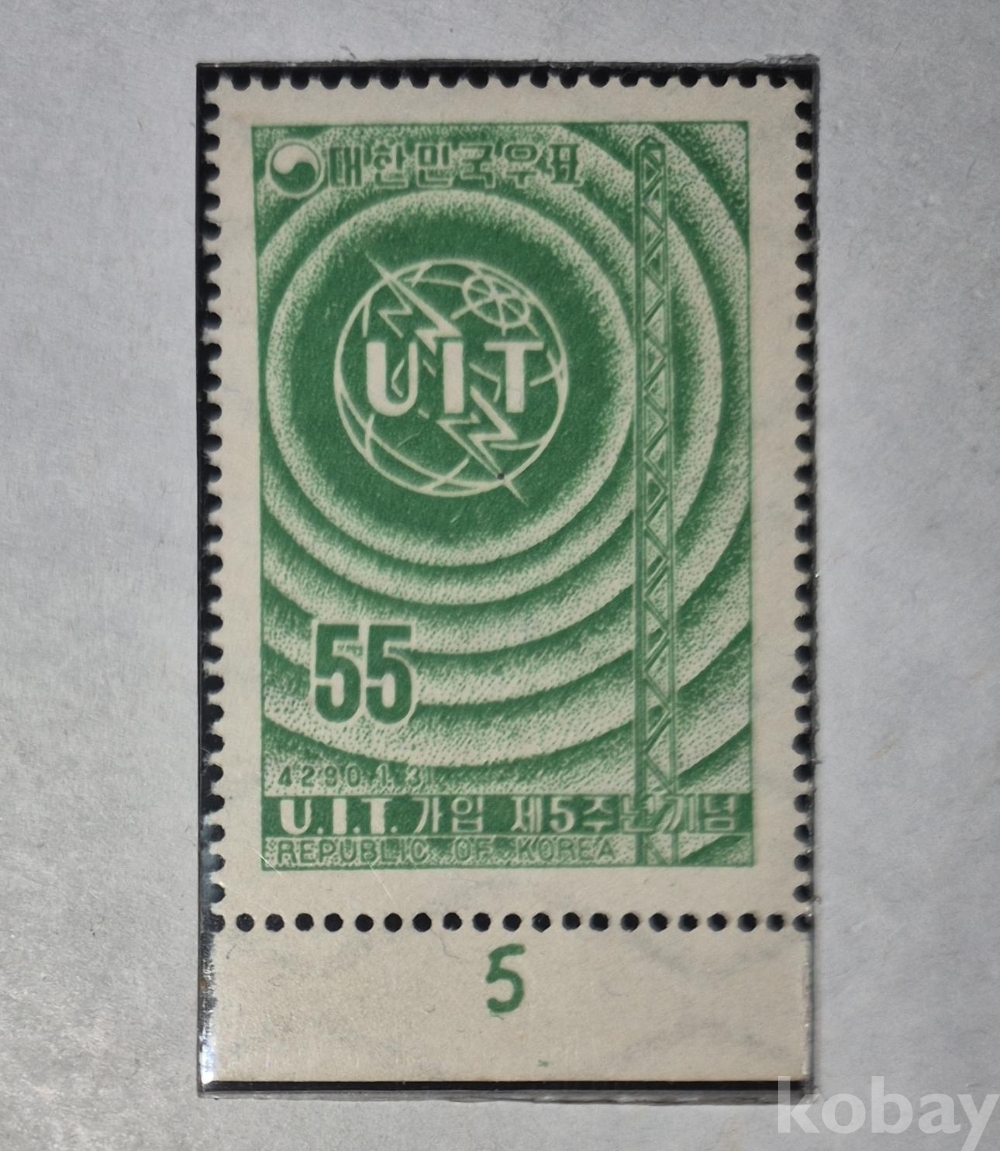 대한민국우표
UIT
55
4290.1.31
U.I.T. 가입 제5주년기념
REPUBLIC OF KOREA
5
kobay